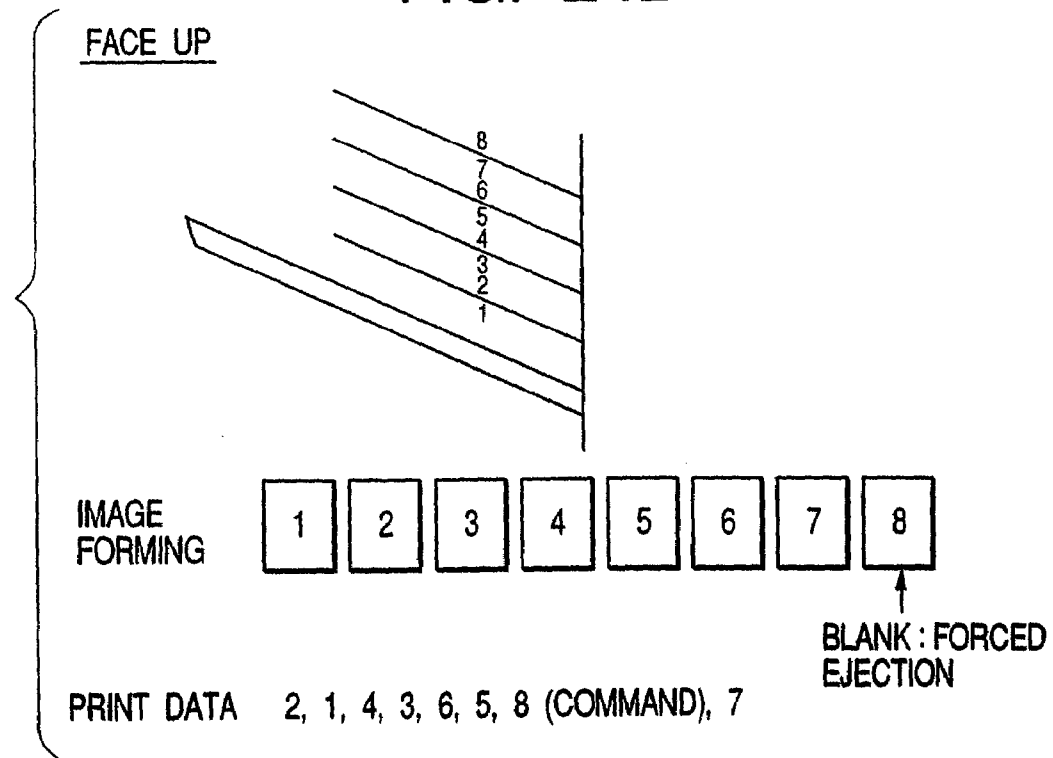 FACE UP
8
7
6
5
4
3
2
1
IMAGE FORMING 1 2 3 4 5 6 7 8
BLANK : FORCED
EJECTION
PRINT DATA 2, 1, 4, 3, 6, 5, 8 (COMMAND), 7